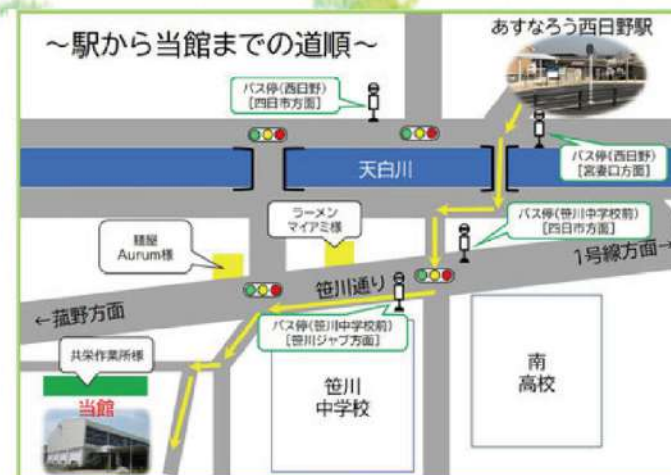 ～駅から当館までの道順～
あすなろう西日野駅
バス停(西日野)
[四日市方面]
バス停(西日野)
[宮妻口方面]
天白川
ラーメン
マイアミ様
麺屋
Aurum様
バス停(笹川中学校前)
[四日市方面]
1号線方面→
笹川通り
←菰野方面
バス停(笹川中学校前)
[笹川ジャブ方面]
共栄作業所様
当館
笹川
中学校
南
高校